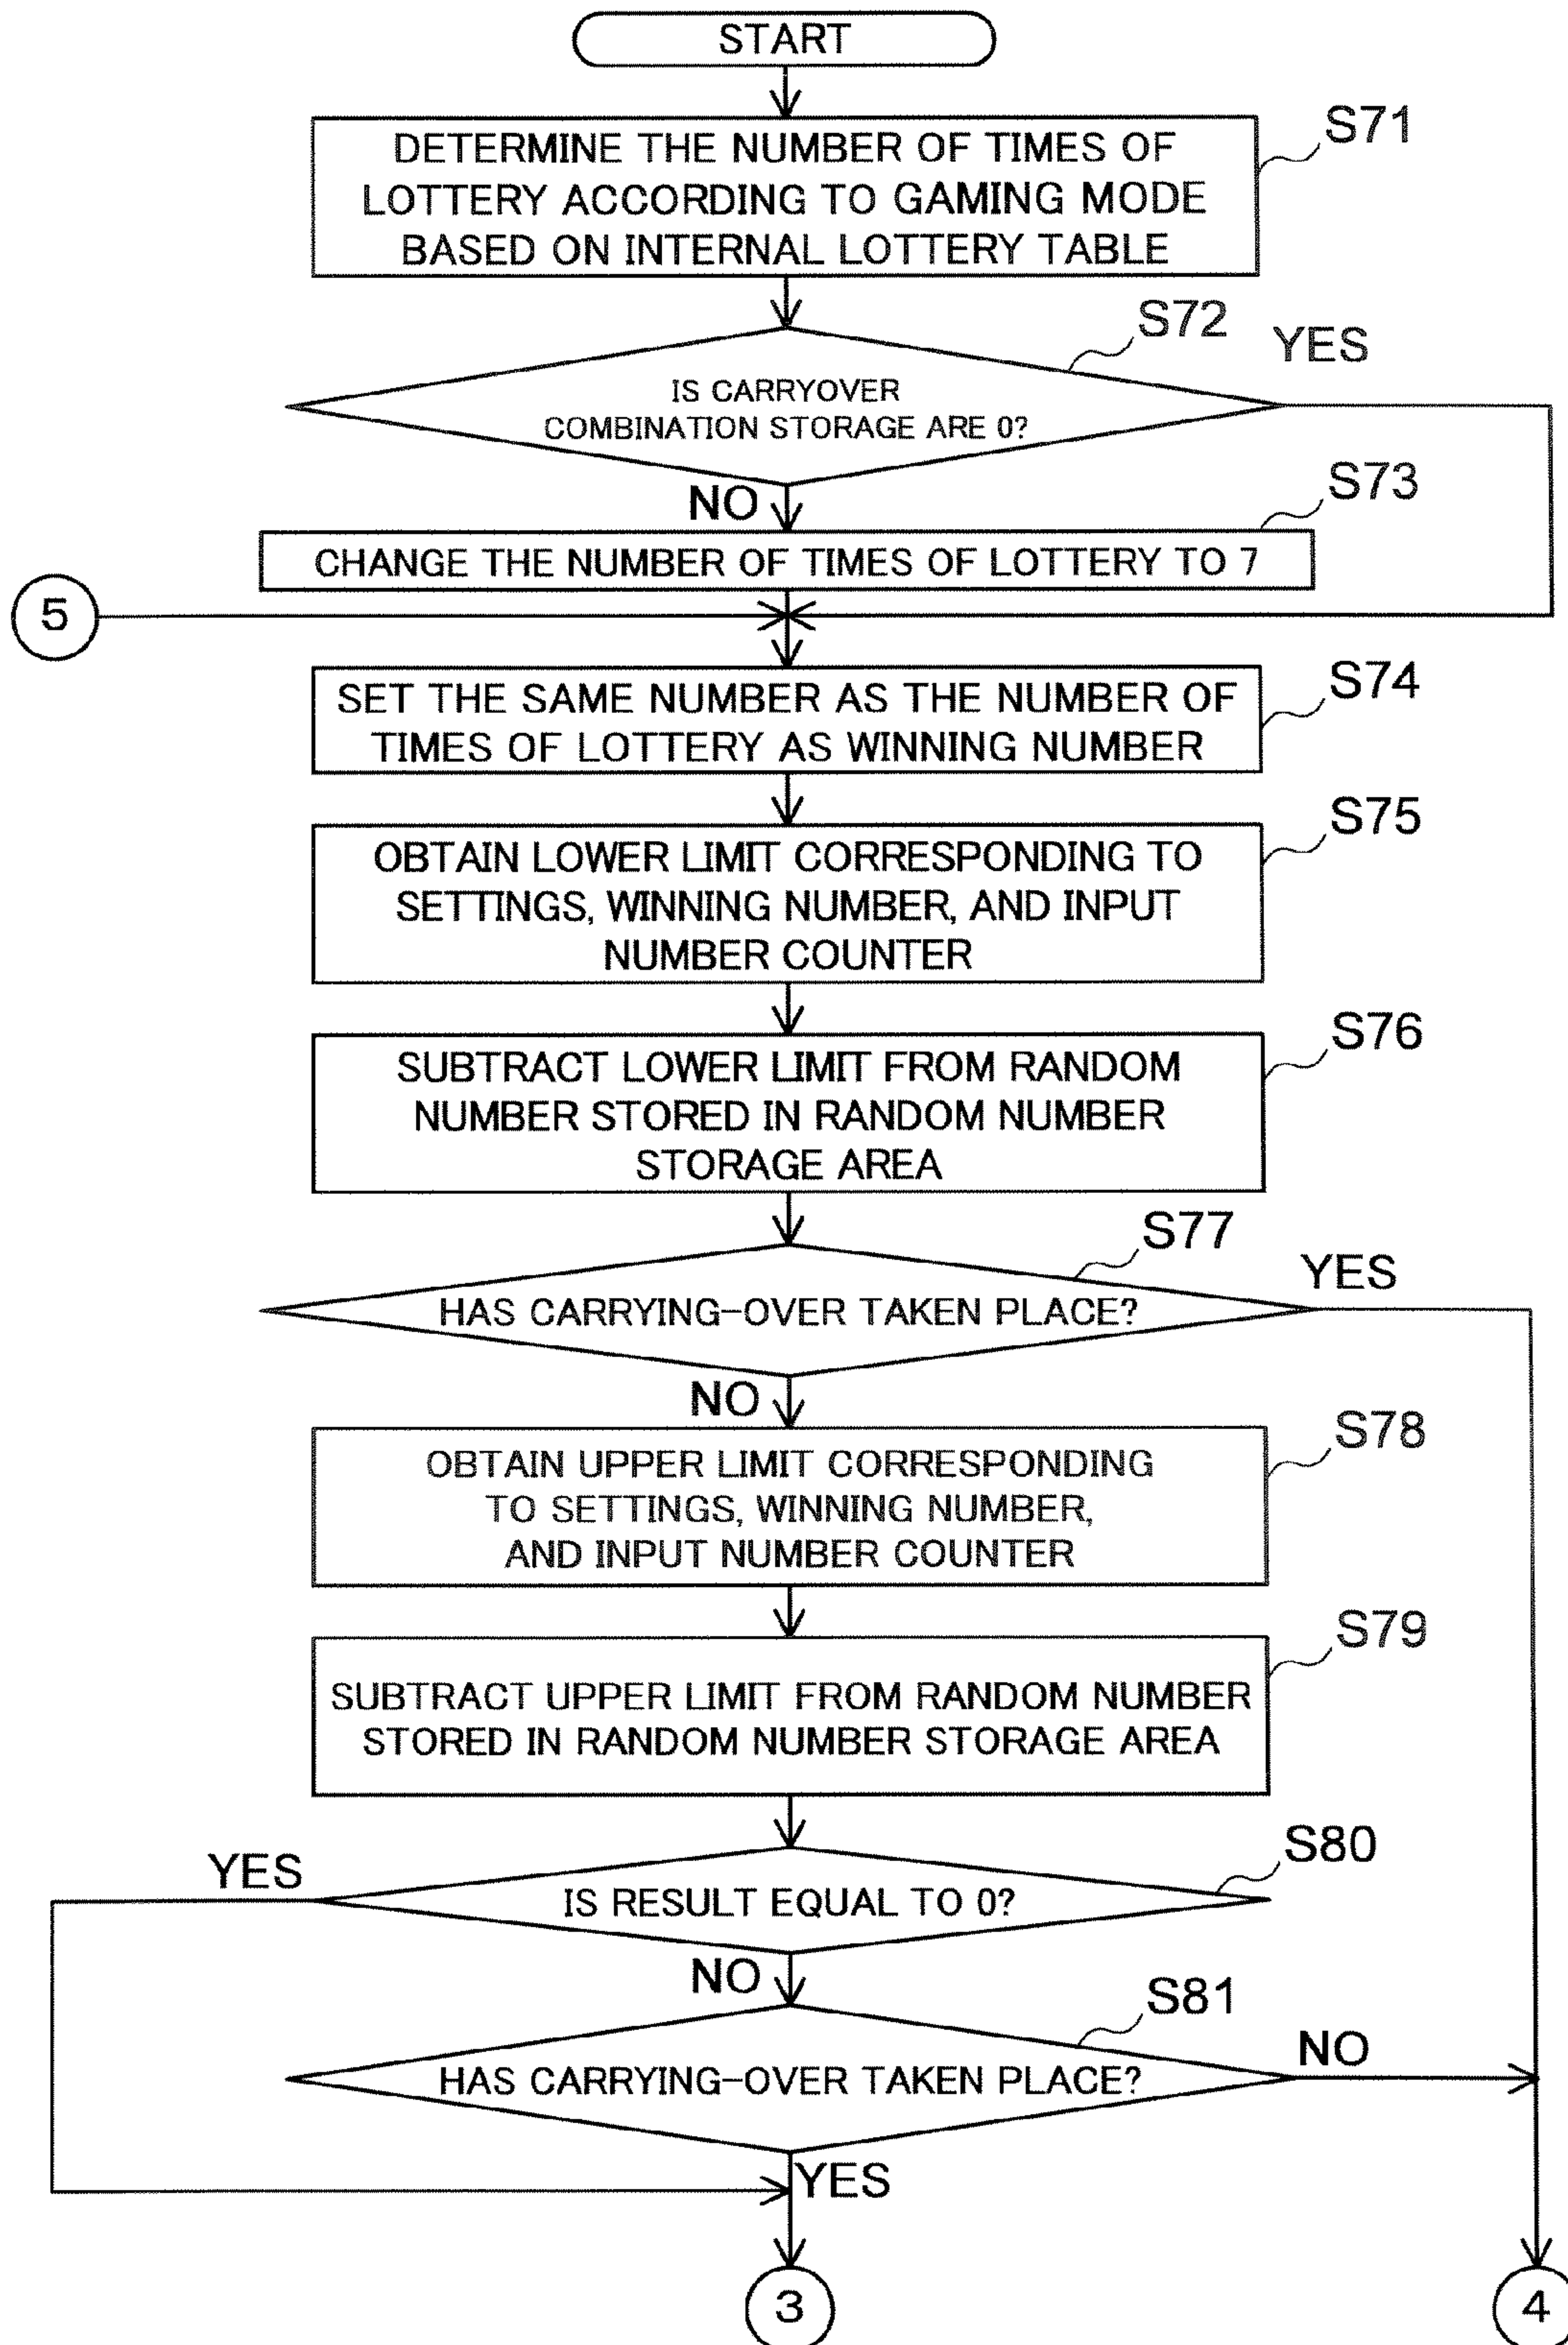 START
S71
DETERMINE THE NUMBER OF TIMES OF
LOTTERY ACCORDING TO GAMING MODE
BASED ON INTERNAL LOTTERY TABLE
S72
YES
IS CARRYOVER
COMBINATION STORAGE ARE 0?
NO
S73
CHANGE THE NUMBER OF TIMES OF LOTTERY TO 7
5
S74
SET THE SAME NUMBER AS THE NUMBER OF
TIMES OF LOTTERY AS WINNING NUMBER
S75
OBTAIN LOWER LIMIT CORRESPONDING TO
SETTINGS, WINNING NUMBER, AND INPUT
NUMBER COUNTER
S76
SUBTRACT LOWER LIMIT FROM RANDOM
NUMBER STORED IN RANDOM NUMBER
STORAGE AREA
S77
YES
HAS CARRYING-OVER TAKEN PLACE?
NO
S78
OBTAIN UPPER LIMIT CORRESPONDING
TO SETTINGS, WINNING NUMBER,
AND INPUT NUMBER COUNTER
S79
SUBTRACT UPPER LIMIT FROM RANDOM NUMBER
STORED IN RANDOM NUMBER STORAGE AREA
S80
YES
IS RESULT EQUAL TO 0?
NO
S81
NO
HAS CARRYING-OVER TAKEN PLACE?
YES
3
4